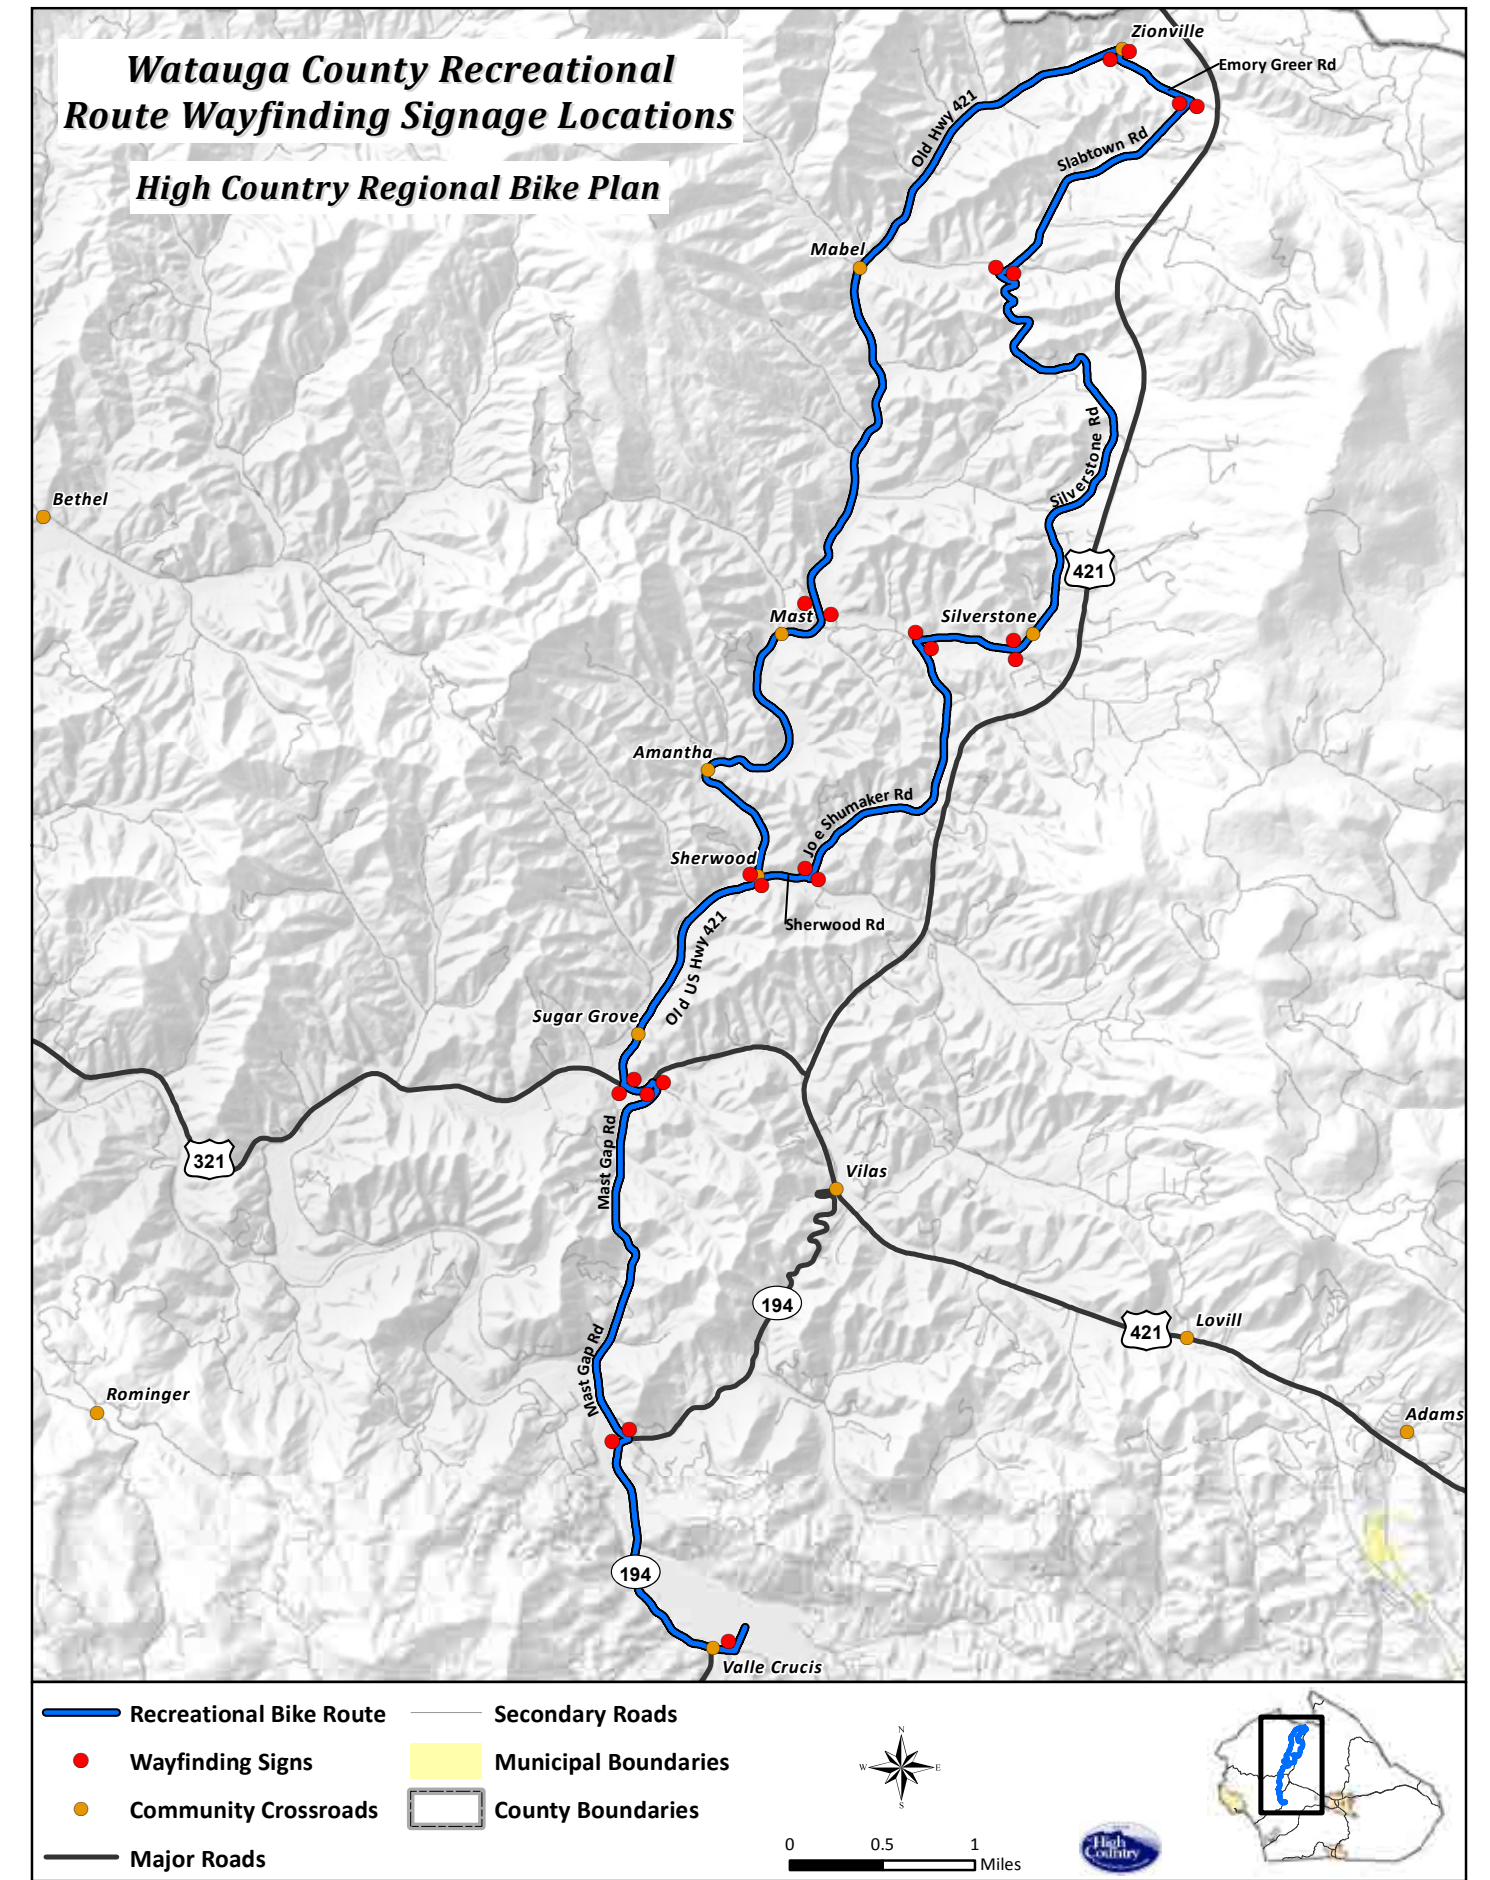 Watauga County Recreational
Route Wayfinding Signage Locations
High Country Regional Bike Plan
Zionville
Emory Greer Rd
Old Hwy 421
Slabtown Rd
Mabel
Silverstone Rd
Bethel
421
Mast
Silverstone
Amantha
Joe Shumaker Rd
Sherwood
Sherwood Rd
Old US Hwy 421
Sugar Grove
321
Mast Gap Rd
Vilas
194
421
Lovill
Mast Gap Rd
Rominger
Adams
194
Valle Crucis
Recreational Bike Route
Wayfinding Signs
Community Crossroads
Major Roads
Secondary Roads
Municipal Boundaries
County Boundaries
N
W
E
S
0 0.5 1
Miles
High
Country